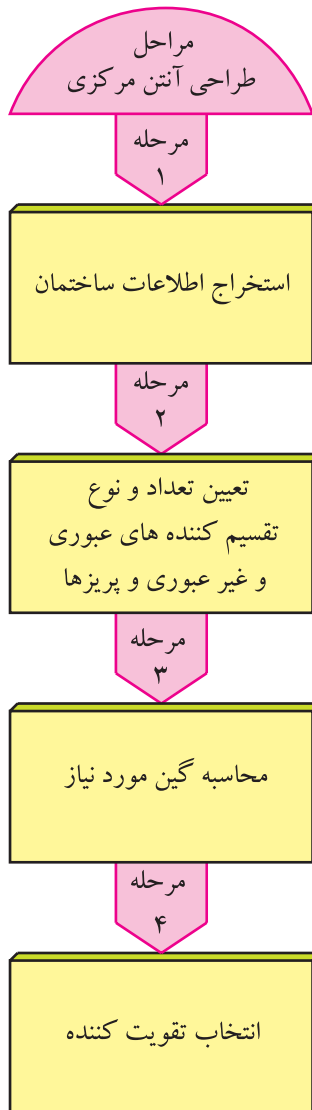 مراحل
طراحی آنتن مرکزی
مرحله
۱
استخراج اطلاعات ساختمان
مرحله
۲
تعیین تعداد و نوع
تقسیم کننده های عبوری
و غیر عبوری و پریزها
مرحله
۳
محاسبه گین مورد نیاز
مرحله
۴
انتخاب تقویت کننده